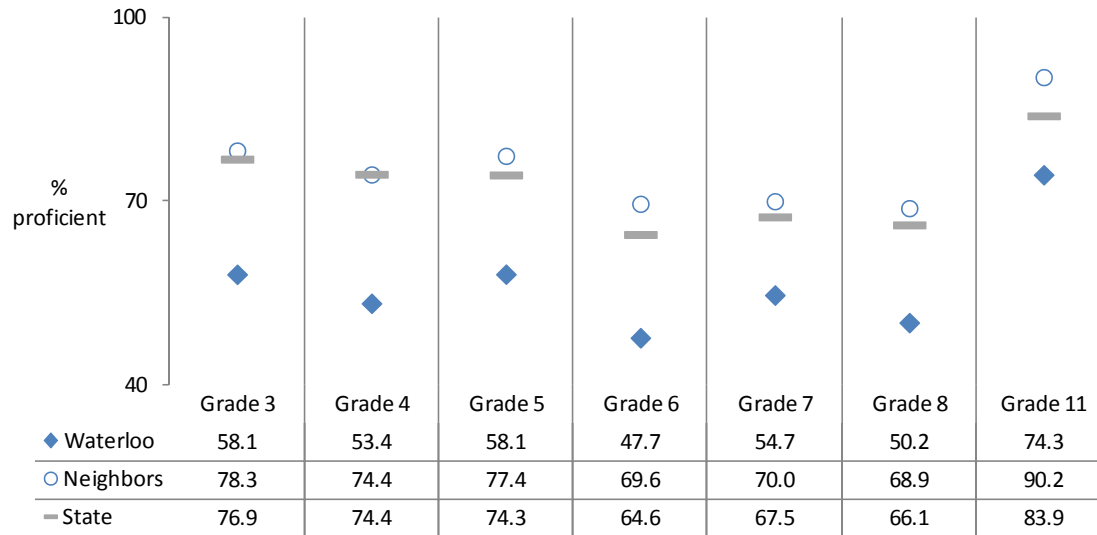 100
% proficient
70
40
Grade 3 Grade 4 Grade 5 Grade 6 Grade 7 Grade 8 Grade 11
Waterloo 58.1 53.4 58.1 47.7 54.7 50.2 74.3
Neighbors 78.3 74.4 77.4 69.6 70.0 68.9 90.2
State 76.9 74.4 74.3 64.6 67.5 66.1 83.9